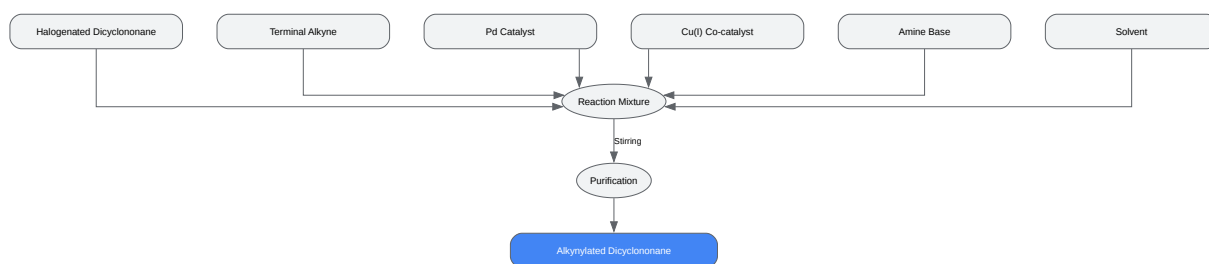 Halogenated Dicyclononane
Terminal Alkyne
Pd Catalyst
Cu(I) Co-catalyst
Amine Base
Solvent
Reaction Mixture
Stirring
Purification
Alkynylated Dicyclononane